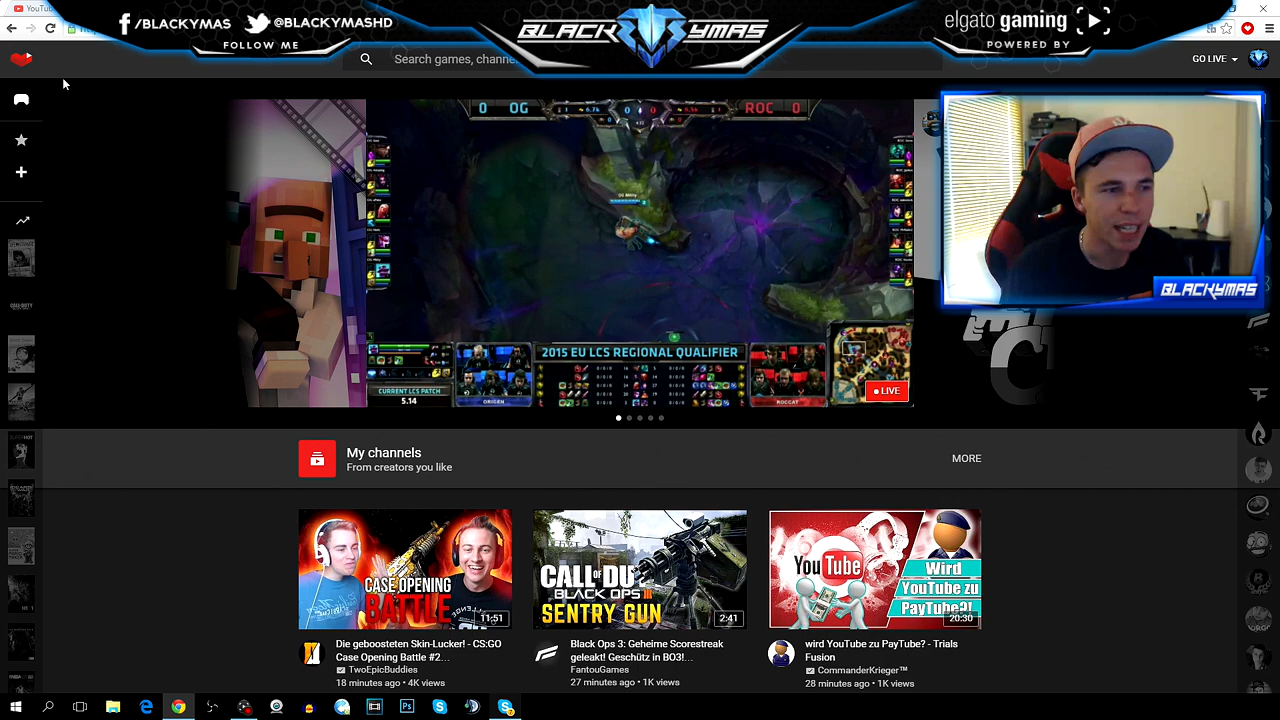 YouTub
/BLACKYMAS
@BLACKYMASHD
FOLLOW ME
BLACKYMAS
elgato gaming
POWERED BY
Search games, channe
GO LIVE
0 OG
0 0
ROC 0
2015 EU LCS REGIONAL QUALIFIER
CURRENT LCS PATCH
5.14
ORIGEN
ROCCAT
LIVE
BLACKYMAS
My channels
From creators you like
MORE
CASE OPENING
BATTLE
11:51
CALL OF DU
BLACK OPS III
SENTRY GUN
2:41
YouTube
Wird
YouTube zu
PayTube?!
20:30
Die geboosteten Skin-Lucker! - CS:GO
Case Opening Battle #2...
TwoEpicBuddies
18 minutes ago • 4K views
Black Ops 3: Geheime Scorestreak
geleakt! Geschütz in BO3!...
FantouGames
27 minutes ago • 1K views
wird YouTube zu PayTube? - Trials
Fusion
CommanderKrieger™
28 minutes ago • 1K views